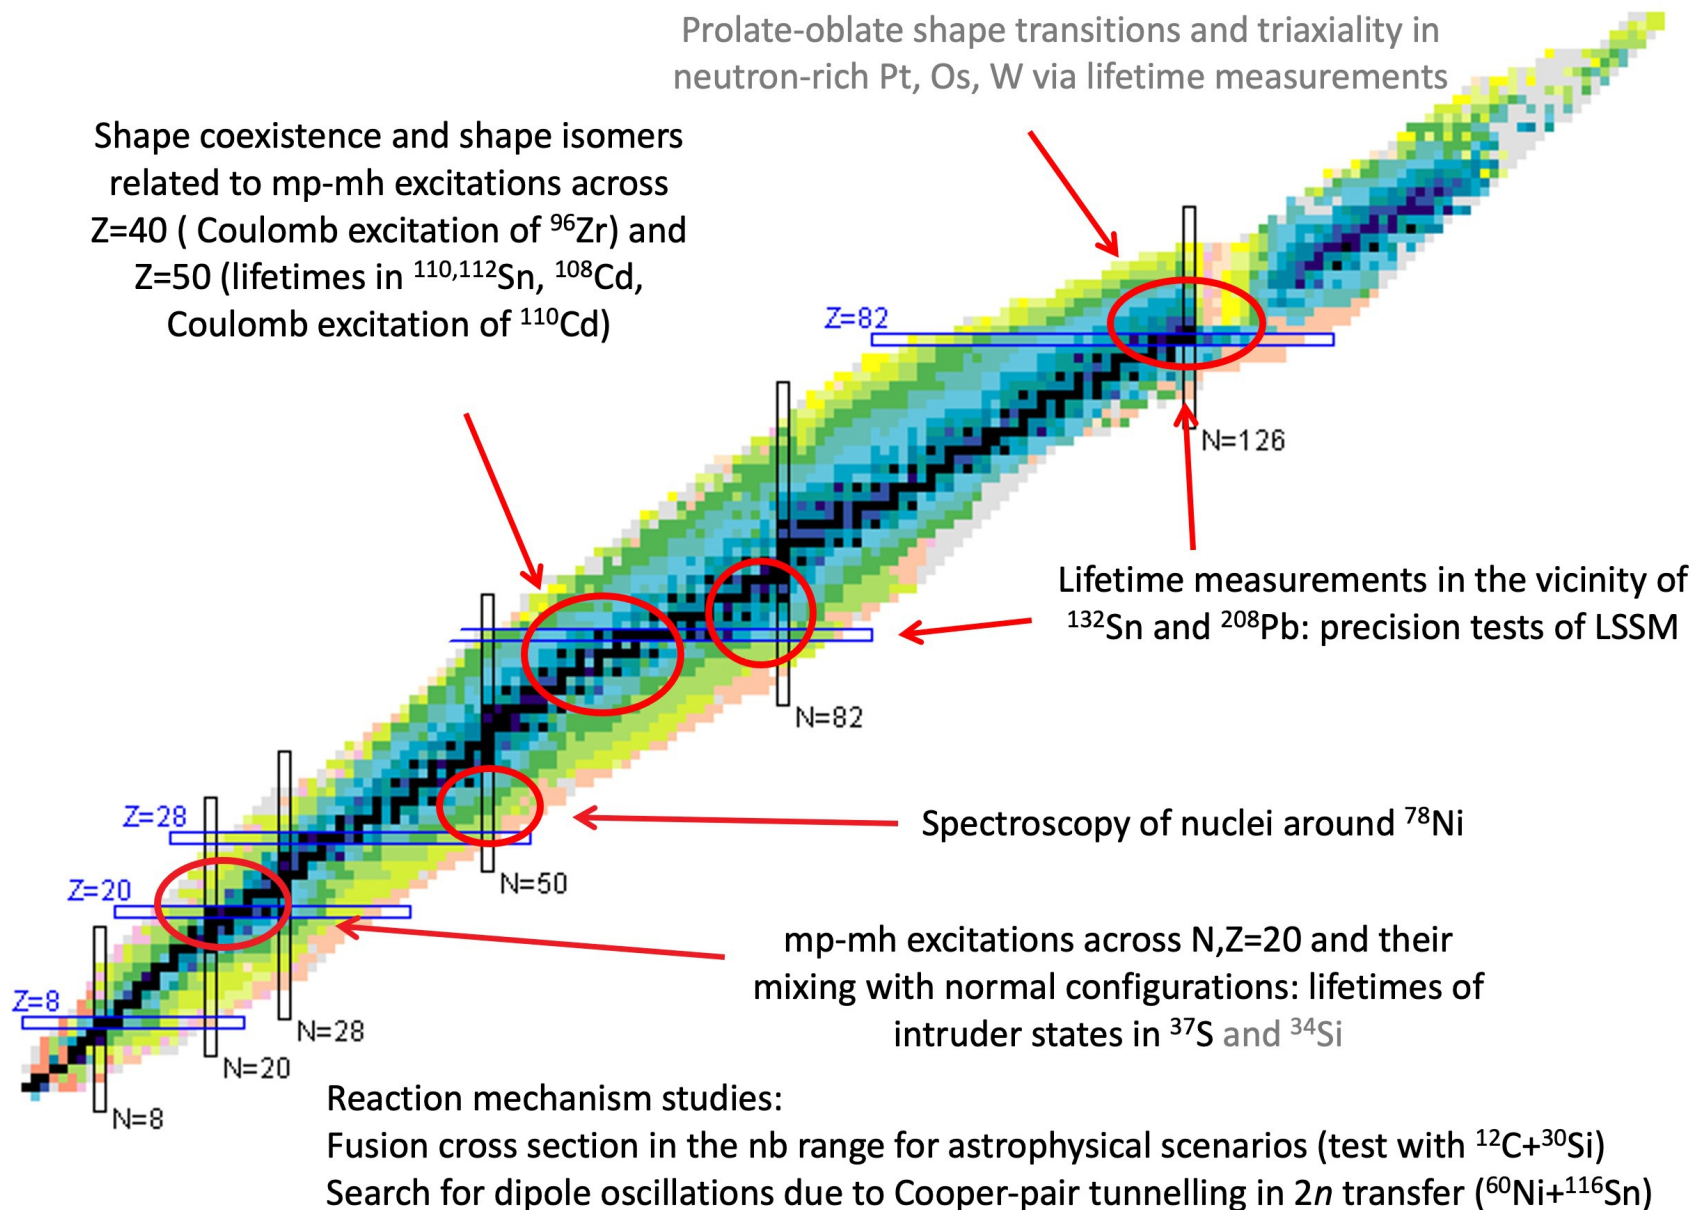 Prolate-oblate shape transitions and triaxiality in
neutron-rich Pt, Os, W via lifetime measurements
Shape coexistence and shape isomers
related to mp-mh excitations across
Z=40 ( Coulomb excitation of ⁹⁶Zr) and
Z=50 (lifetimes in ¹¹⁰,¹¹²Sn, ¹⁰⁸Cd,
Coulomb excitation of ¹¹⁰Cd)
Z=82
N=126
Lifetime measurements in the vicinity of
¹³²Sn and ²⁰⁸Pb: precision tests of LSSM
N=82
Z=28
Spectroscopy of nuclei around ⁷⁸Ni
N=50
Z=20
mp-mh excitations across N,Z=20 and their
mixing with normal configurations: lifetimes of
intruder states in ³⁷S and ³⁴Si
Z=8
N=28
N=20
N=8
Reaction mechanism studies:
Fusion cross section in the nb range for astrophysical scenarios (test with ¹²C+³⁰Si)
Search for dipole oscillations due to Cooper-pair tunnelling in 2n transfer (⁶⁰Ni+¹¹⁶Sn)